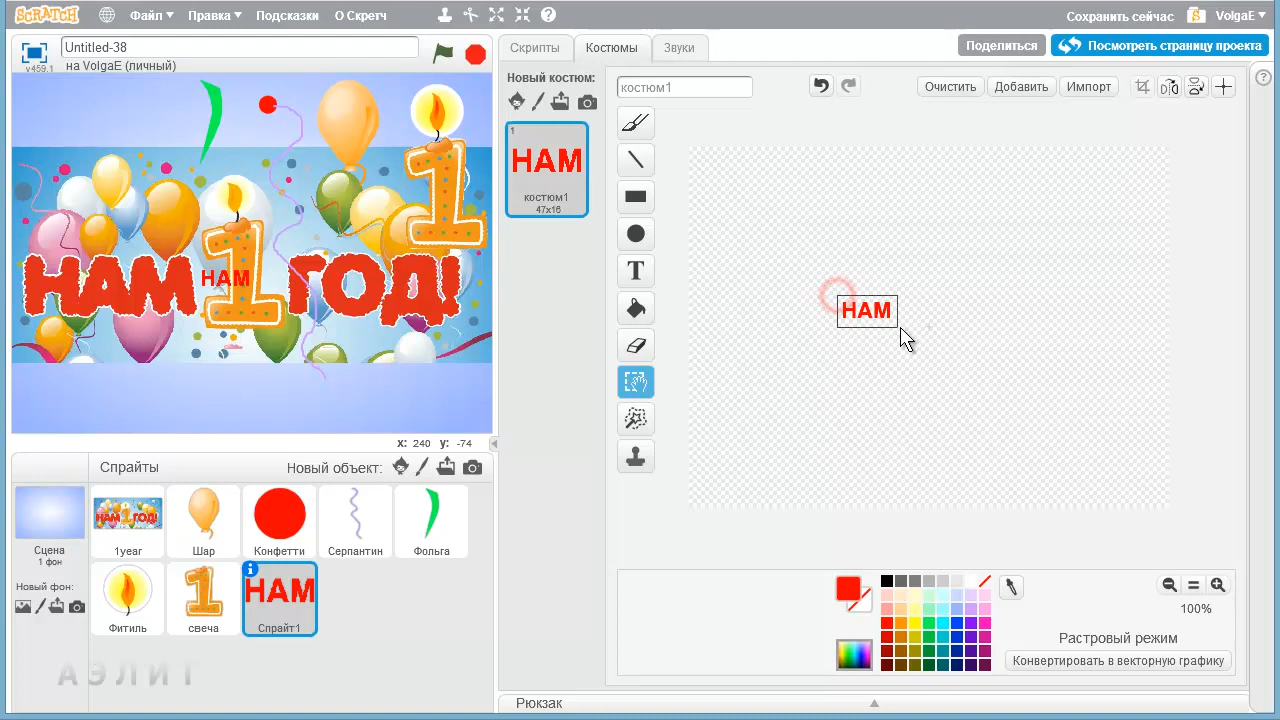 SCRATCH
Файл
Правка
Подсказки
О Скретч
Сохранить сейчас
S
VolgaE
v459.1
Untitled-38
на VolgaE (личный)
Скрипты
Костюмы
Звуки
Поделиться
Посмотреть страницу проекта
Новый костюм:
1
НАМ
костюм1
47x16
костюм1
Очистить
Добавить
Импорт
T
НАМ
1
НАМ
НАМ
1
ГОД!
x: 240 y: -74
Спрайты
Новый объект:
Сцена
1 фон
Новый фон:
НАМ 1 ГОД!
1year
Шар
Конфетти
Серпантин
Фольга
Фитиль
1
свеча
НАМ
Спрайт1
100%
Растровый режим
Конвертировать в векторную графику
АЭЛИТ
Рюкзак